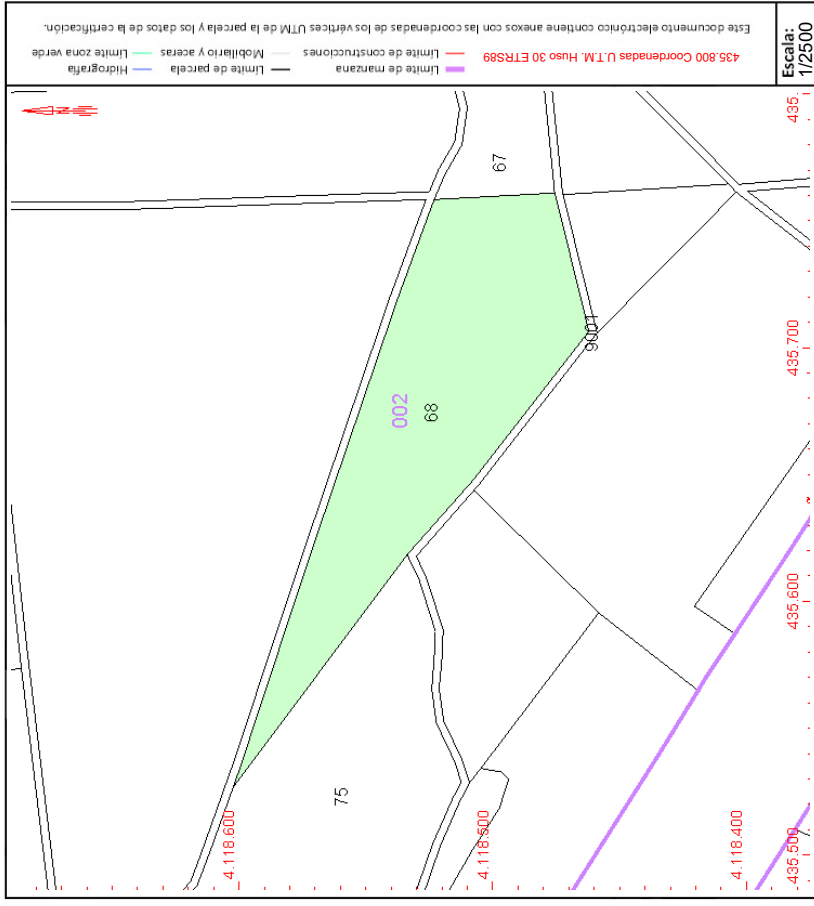 Este documento electrónico contiene anexos con las coordenadas de los vértices UTM de la parcela y los datos de la certificación.
435.800 Coordenadas U.T.M. Huso 30 ETRS89
Límite de manzana
Límite de construcciones
Límite de parcela
Mobiliario y aceras
Hidrografía
Límite zona verde
Escala:
1/2500
435.
67
9001
435.700
002
68
435.600
75
4.118.600
4.118.500
4.118.400
435.500